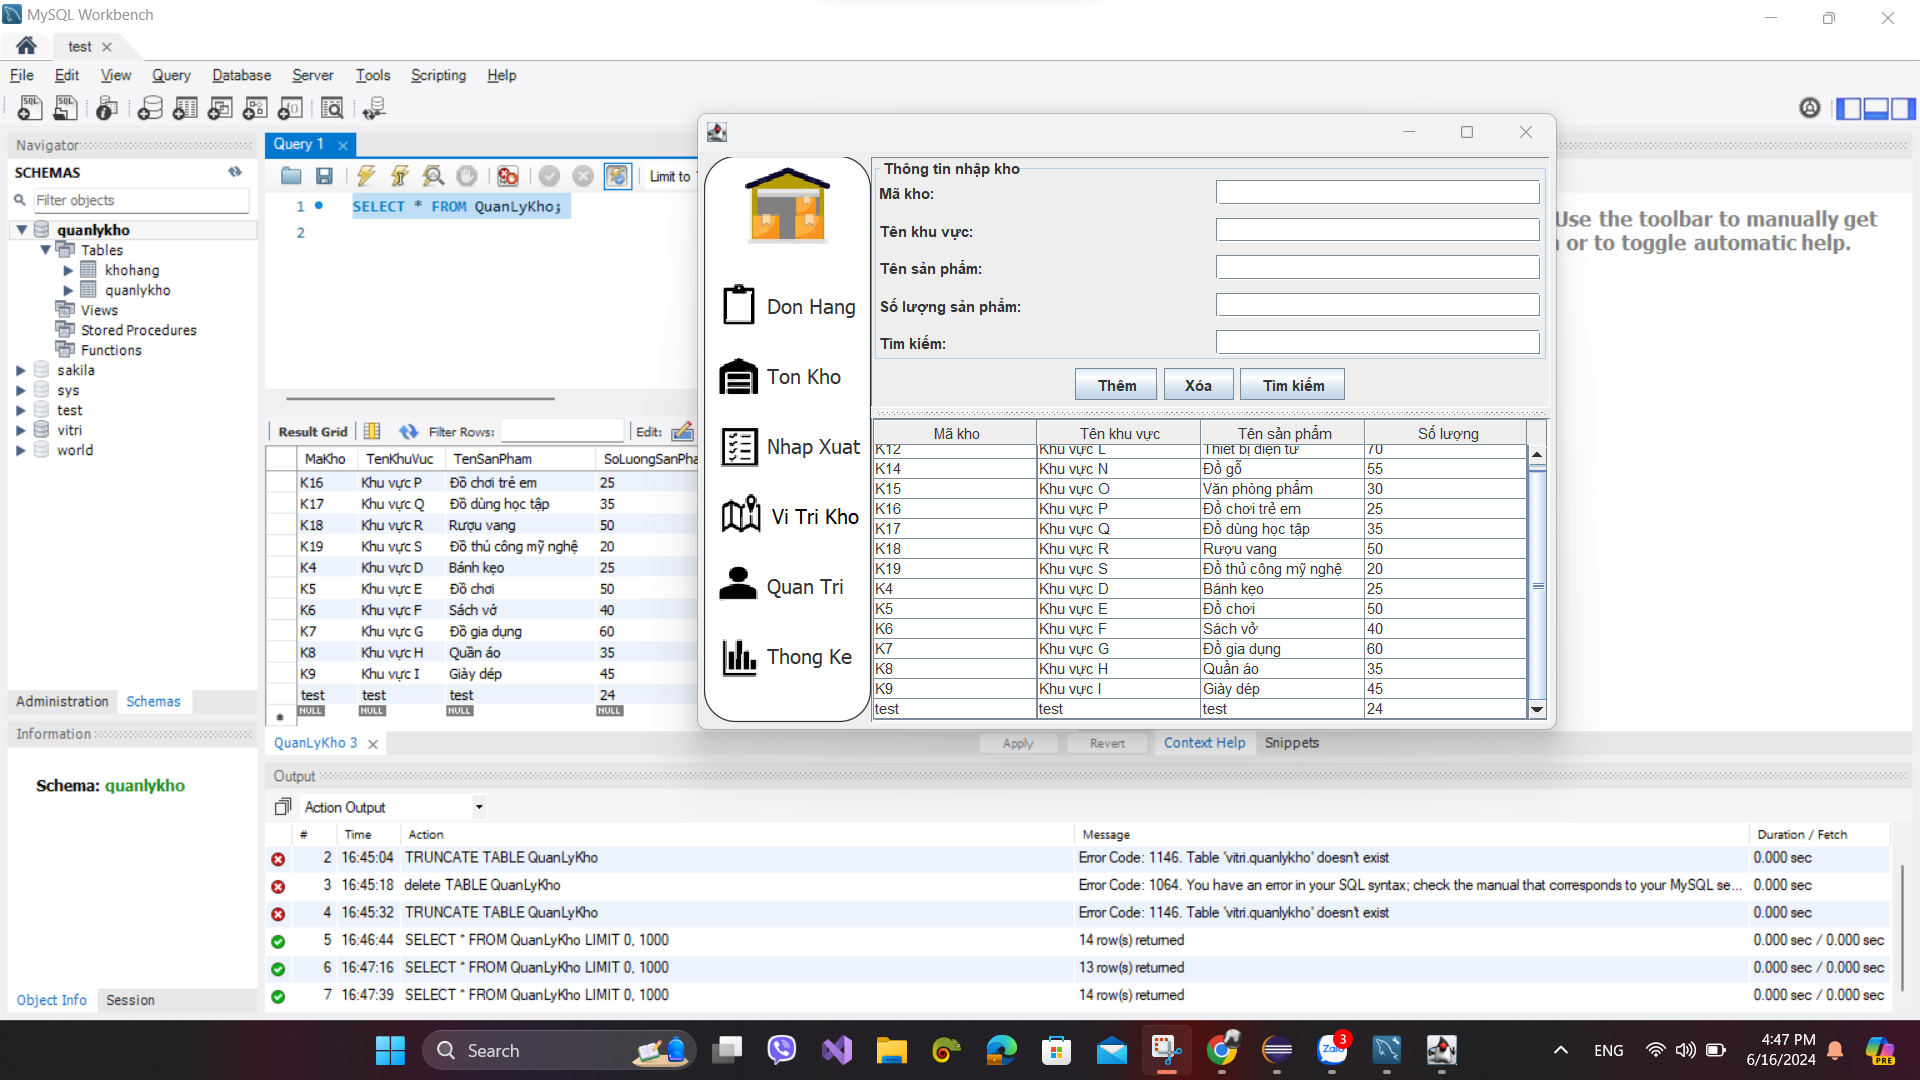 MySQL Workbench
test
File Edit View Query Database Server Tools Scripting Help
Navigator
SCHEMAS
Filter objects
quanlykho
Tables
khohang
quanlykho
Views
Stored Procedures
Functions
sakila
sys
test
vitri
world
Administration Schemas
Information
Schema: quanlykho
Object Info Session
Query 1
Limit to
1 SELECT * FROM QuanLyKho;
2
Result Grid Filter Rows: Edit:
MaKho TenKhuVuc TenSanPham SoLuongSanPha
K16 Khu vực P Đồ chơi trẻ em 25
K17 Khu vực Q Đồ dùng học tập 35
K18 Khu vực R Rượu vang 50
K19 Khu vực S Đồ thủ công mỹ nghệ 20
K4 Khu vực D Bánh kẹo 25
K5 Khu vực E Đồ chơi 50
K6 Khu vực F Sách vở 40
K7 Khu vực G Đồ gia dụng 60
K8 Khu vực H Quần áo 35
K9 Khu vực I Giày dép 45
test test test 24
NULL NULL NULL NULL
QuanLyKho 3
Apply Revert Context Help Snippets
Use the toolbar to manually get
or to toggle automatic help.
Don Hang
Ton Kho
Nhap Xuat
Vi Tri Kho
Quan Tri
Thong Ke
Thông tin nhập kho
Mã kho:
Tên khu vực:
Tên sản phẩm:
Số lượng sản phẩm:
Tìm kiếm:
Thêm Xóa Tìm kiếm
Mã kho Tên khu vực Tên sản phẩm Số lượng
K12 Khu vực L Thiết bị điện tử 70
K14 Khu vực N Đồ gỗ 55
K15 Khu vực O Văn phòng phẩm 30
K16 Khu vực P Đồ chơi trẻ em 25
K17 Khu vực Q Đồ dùng học tập 35
K18 Khu vực R Rượu vang 50
K19 Khu vực S Đồ thủ công mỹ nghệ 20
K4 Khu vực D Bánh kẹo 25
K5 Khu vực E Đồ chơi 50
K6 Khu vực F Sách vở 40
K7 Khu vực G Đồ gia dụng 60
K8 Khu vực H Quần áo 35
K9 Khu vực I Giày dép 45
test test test 24
Output
Action Output
# Time Action Message Duration / Fetch
2 16:45:04 TRUNCATE TABLE QuanLyKho Error Code: 1146. Table 'vitri.quanlykho' doesn't exist 0.000 sec
3 16:45:18 delete TABLE QuanLyKho Error Code: 1064. You have an error in your SQL syntax; check the manual that corresponds to your MySQL se... 0.000 sec
4 16:45:32 TRUNCATE TABLE QuanLyKho Error Code: 1146. Table 'vitri.quanlykho' doesn't exist 0.000 sec
5 16:46:44 SELECT * FROM QuanLyKho LIMIT 0, 1000 14 row(s) returned 0.000 sec / 0.000 sec
6 16:47:16 SELECT * FROM QuanLyKho LIMIT 0, 1000 13 row(s) returned 0.000 sec / 0.000 sec
7 16:47:39 SELECT * FROM QuanLyKho LIMIT 0, 1000 14 row(s) returned 0.000 sec / 0.000 sec
Search
Zalo
3
ENG
4:47 PM
6/16/2024
PRE